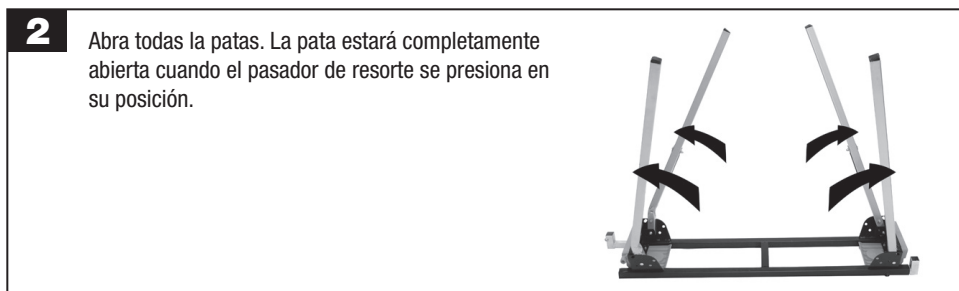 2
Abra todas la patas. La pata estará completamente
abierta cuando el pasador de resorte se presiona en
su posición.